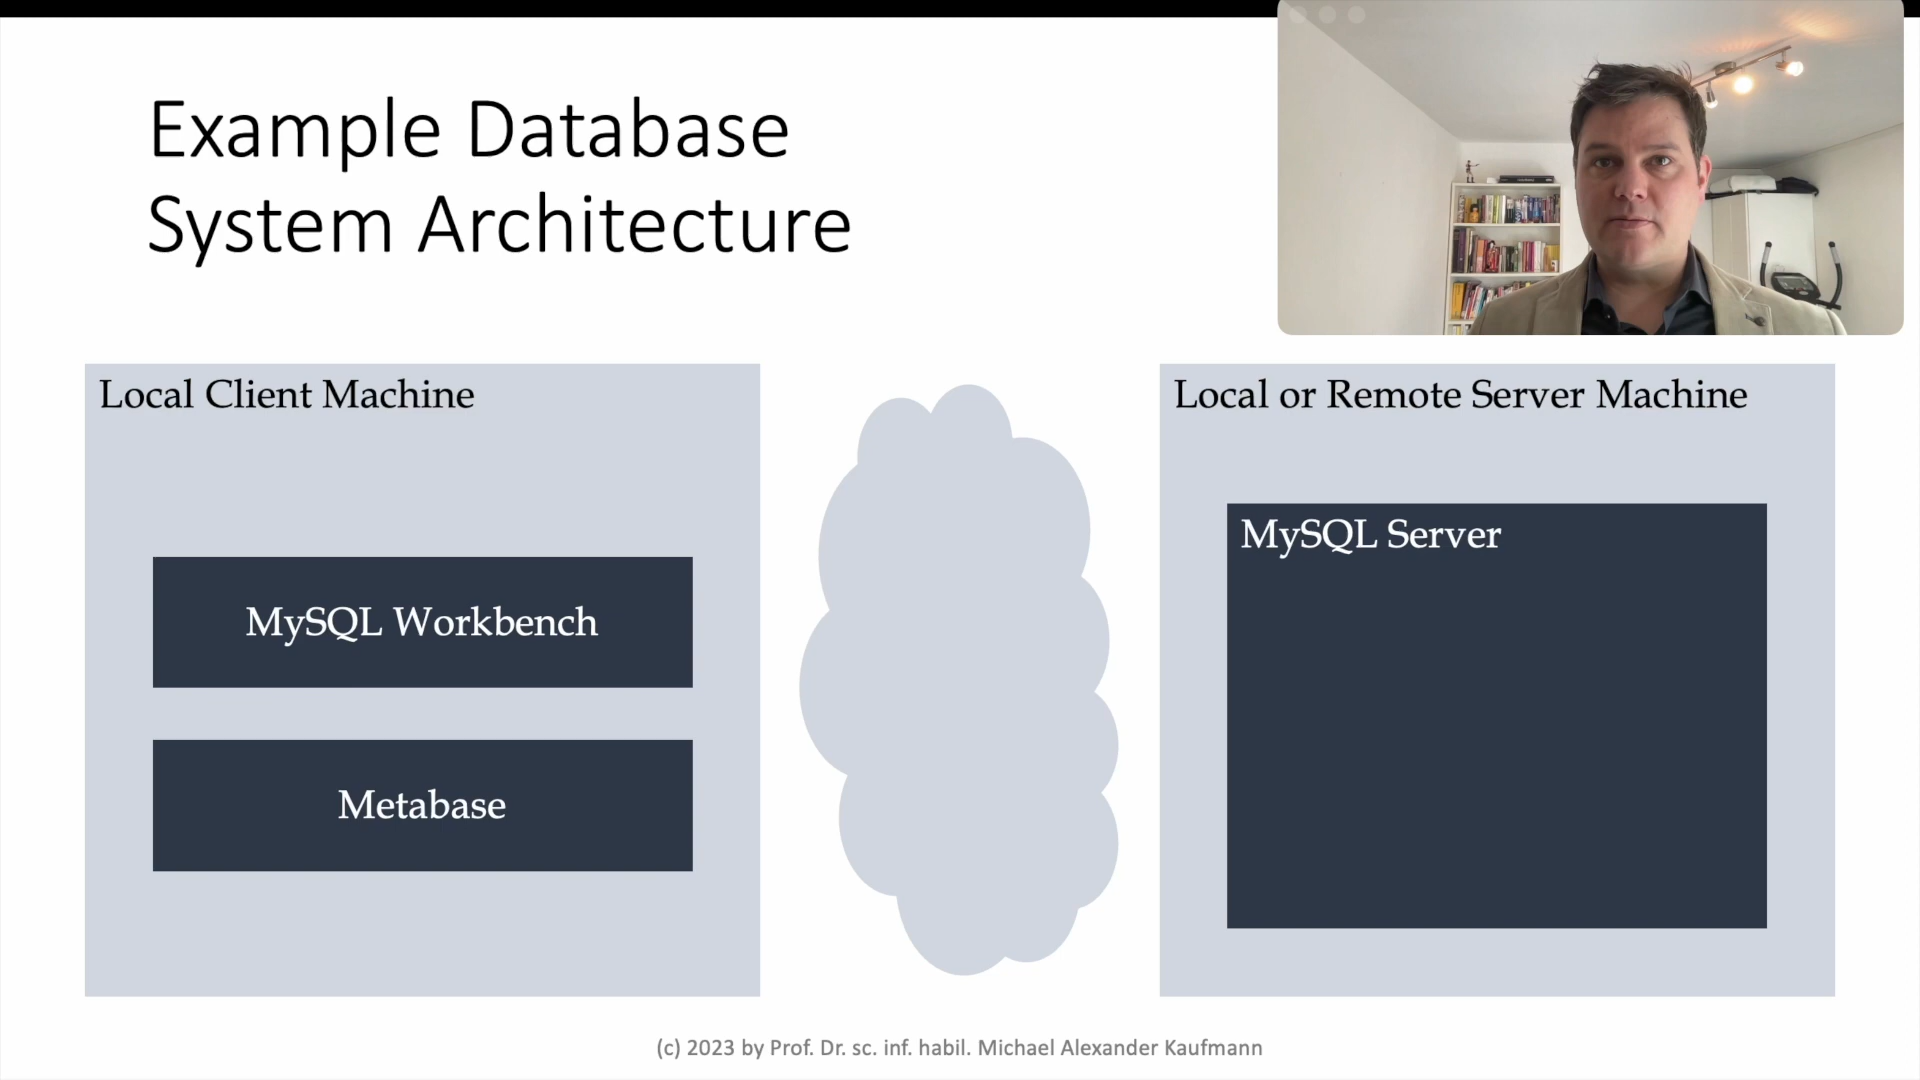 Example Database
System Architecture
Local Client Machine
MySQL Workbench
Metabase
Local or Remote Server Machine
MySQL Server
(c) 2023 by Prof. Dr. sc. inf. habil. Michael Alexander Kaufmann